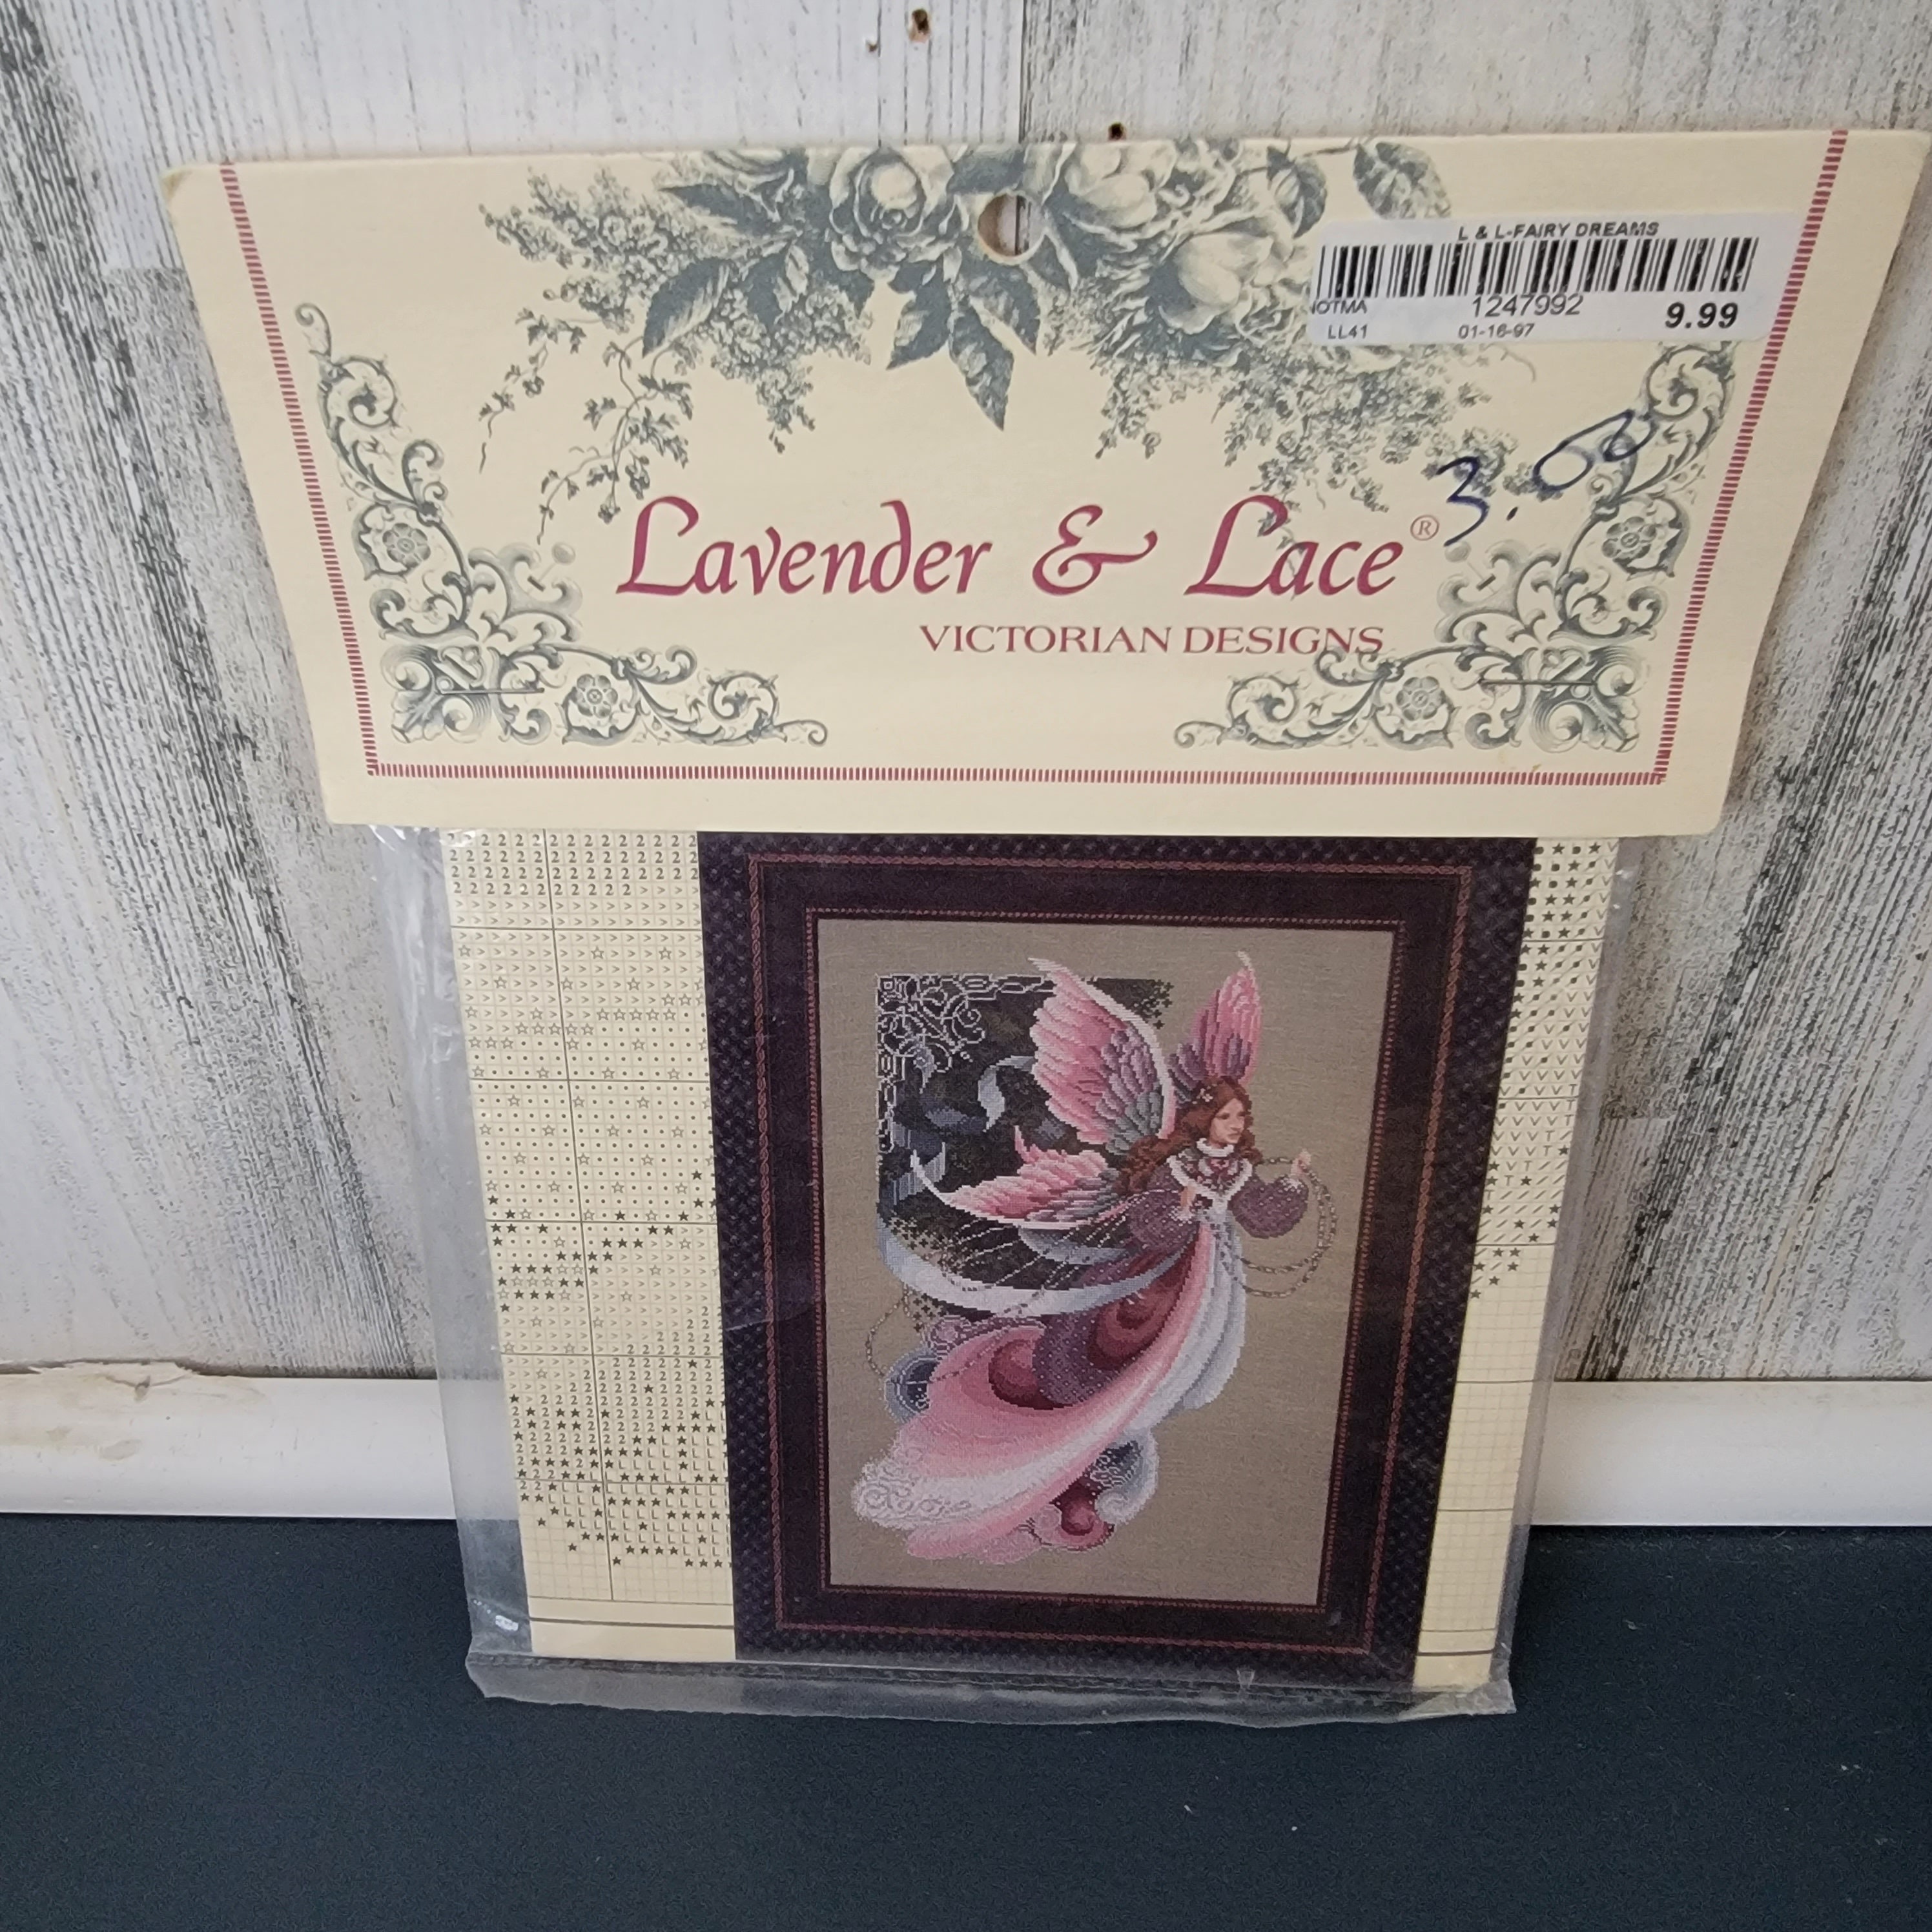 L & L-FAIRY DREAMS
NOTMA 1247992 9.99
LL41 01-16-97
3.00
Lavender & Lace®
VICTORIAN DESIGNS